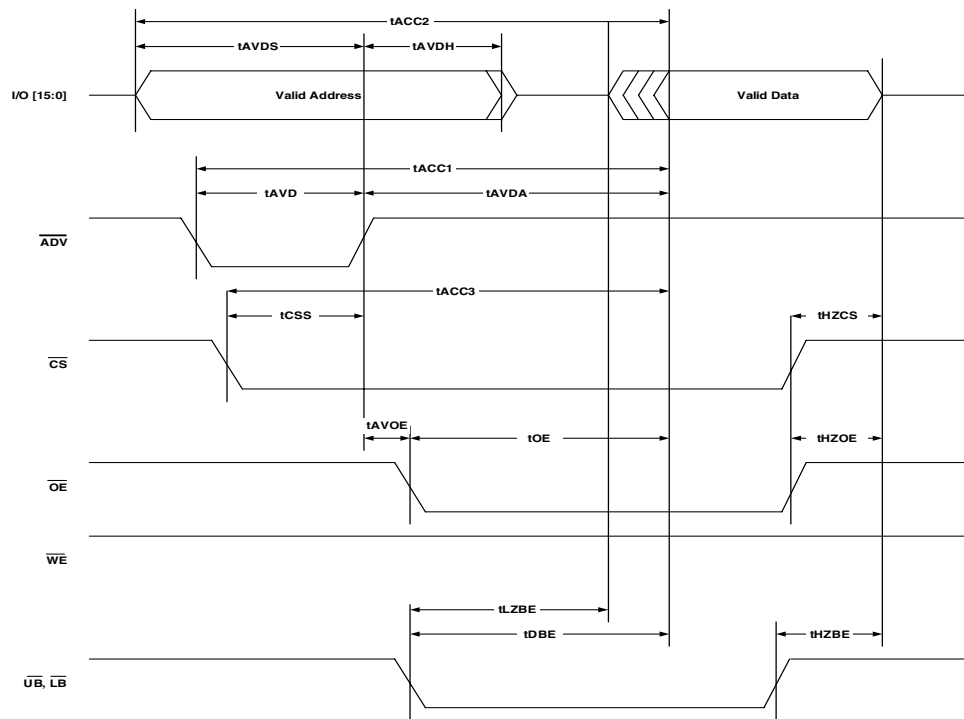 tACC2
tAVDS
tAVDH
I/O [15:0]
Valid Address
Valid Data
tACC1
tAVD
tAVDA
ADV
tACC3
tCSS
tHZCS
CS
tAVOE
tOE
tHZOE
OE
WE
tLZBE
tDBE
tHZBE
UB, LB